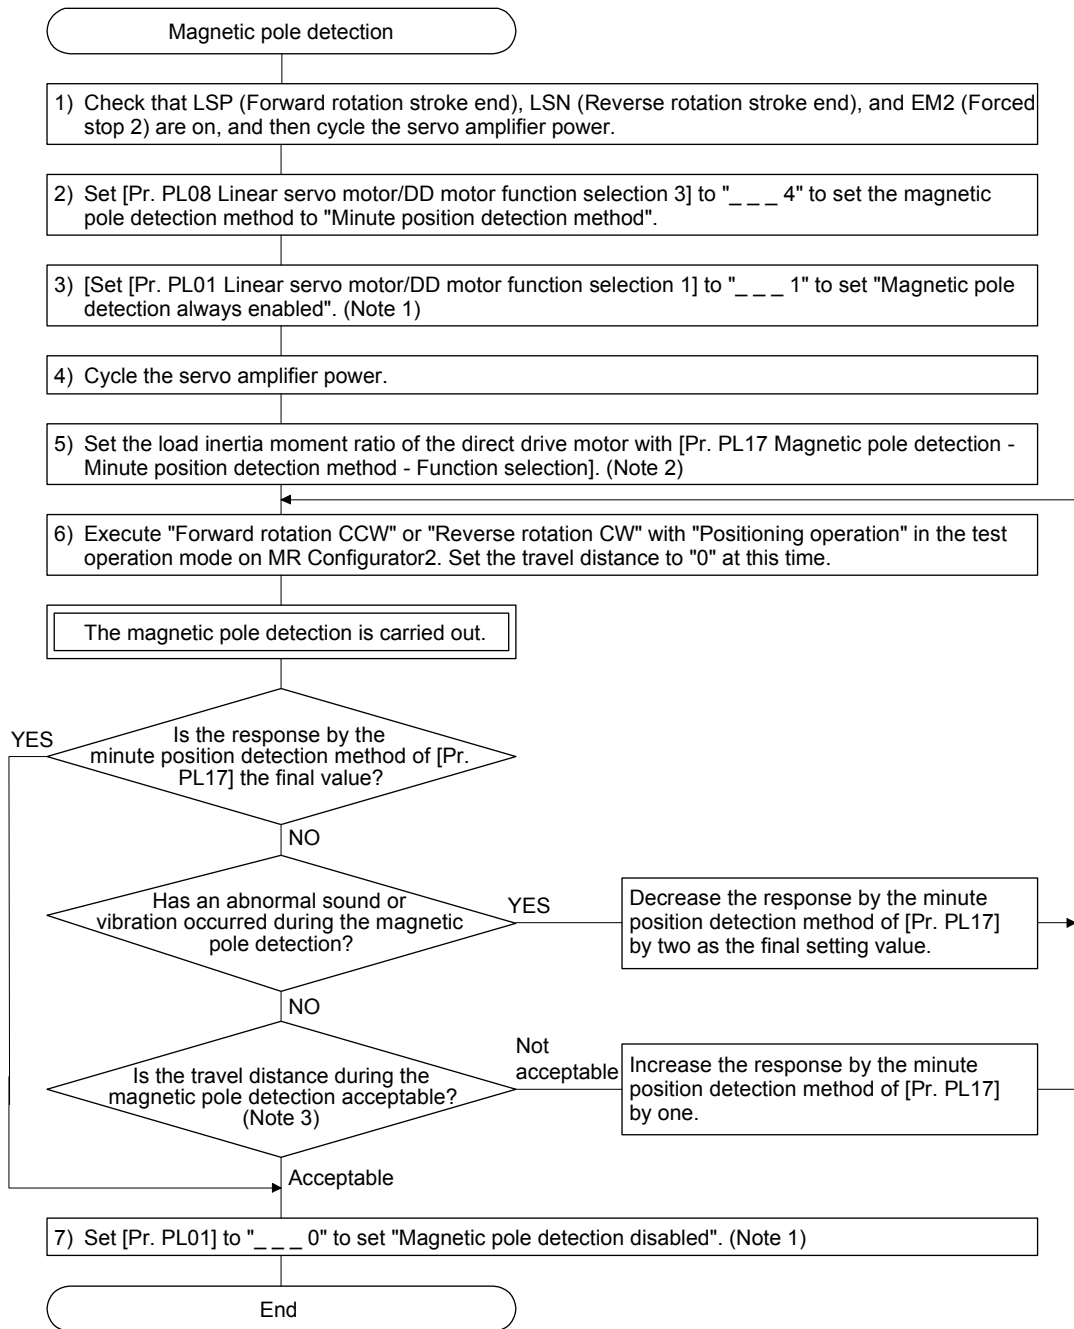 Magnetic pole detection
1) Check that LSP (Forward rotation stroke end), LSN (Reverse rotation stroke end), and EM2 (Forced
stop 2) are on, and then cycle the servo amplifier power.
2) Set [Pr. PL08 Linear servo motor/DD motor function selection 3] to "_ _ _ 4" to set the magnetic
pole detection method to "Minute position detection method".
3) [Set [Pr. PL01 Linear servo motor/DD motor function selection 1] to "_ _ _ 1" to set "Magnetic pole
detection always enabled". (Note 1)
4) Cycle the servo amplifier power.
5) Set the load inertia moment ratio of the direct drive motor with [Pr. PL17 Magnetic pole detection -
Minute position detection method - Function selection]. (Note 2)
6) Execute "Forward rotation CCW" or "Reverse rotation CW" with "Positioning operation" in the test
operation mode on MR Configurator2. Set the travel distance to "0" at this time.
The magnetic pole detection is carried out.
YES
Is the response by the
minute position detection method of [Pr.
PL17] the final value?
NO
Has an abnormal sound or
vibration occurred during the magnetic
pole detection?
YES
Decrease the response by the minute
position detection method of [Pr. PL17]
by two as the final setting value.
NO
Is the travel distance during the
magnetic pole detection acceptable?
(Note 3)
Not
acceptable
Increase the response by the minute
position detection method of [Pr. PL17]
by one.
Acceptable
7) Set [Pr. PL01] to "_ _ _ 0" to set "Magnetic pole detection disabled". (Note 1)
End